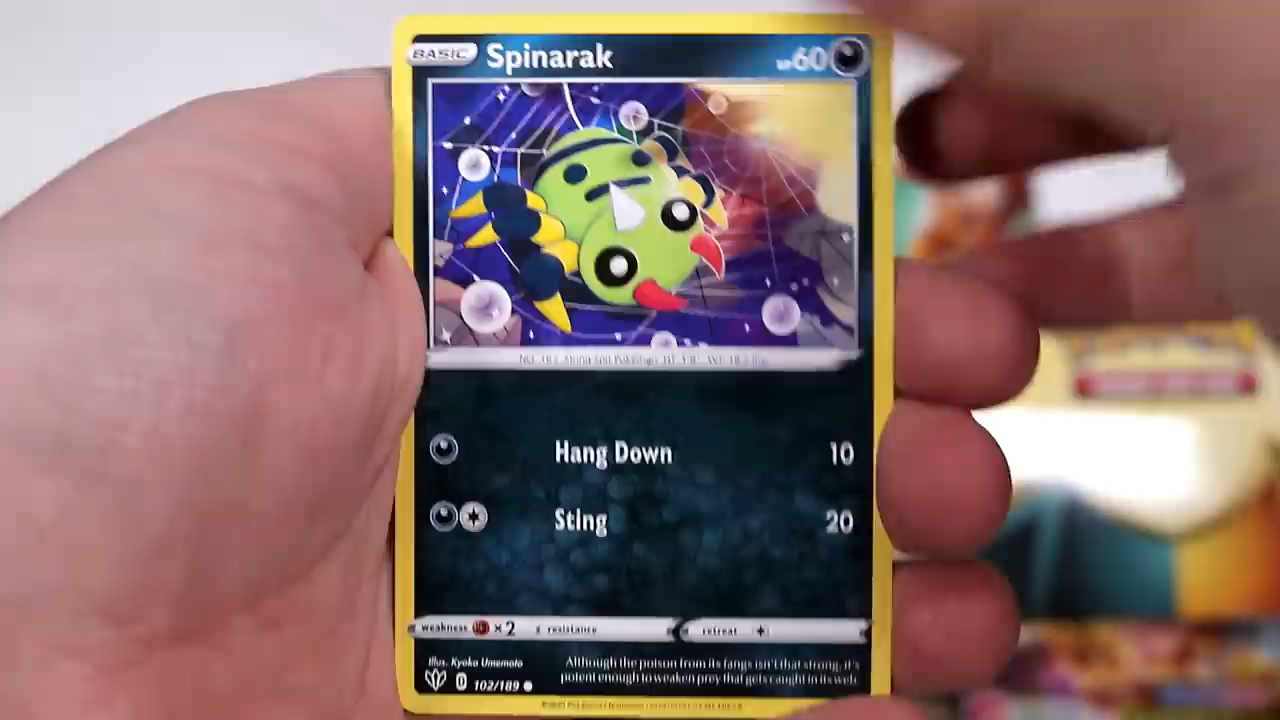 BASIC Spinarak HP60
Hang Down 10
Sting 20
weakness ×2 resistance retreat
Illus. Kyoko Umemoto
102/189
Although the poison from its fangs isn't that strong, it's
potent enough to weaken prey that gets caught in its web.